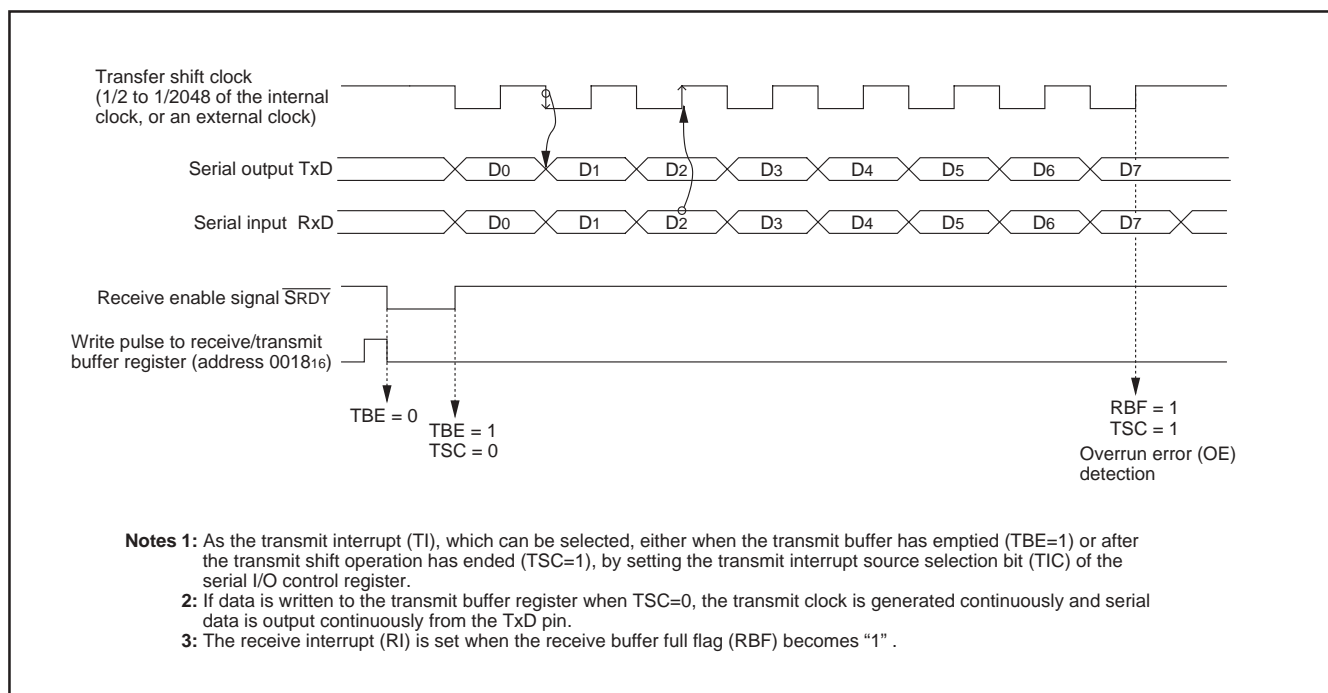 Transfer shift clock
(1/2 to 1/2048 of the internal
clock, or an external clock)
Serial output TxD
D0 D1 D2 D3 D4 D5 D6 D7
Serial input RxD
D0 D1 D2 D3 D4 D5 D6 D7
Receive enable signal SRDY
Write pulse to receive/transmit
buffer register (address 001816)
TBE = 0
TBE = 1
TSC = 0
RBF = 1
TSC = 1
Overrun error (OE)
detection
Notes 1: As the transmit interrupt (TI), which can be selected, either when the transmit buffer has emptied (TBE=1) or after
the transmit shift operation has ended (TSC=1), by setting the transmit interrupt source selection bit (TIC) of the
serial I/O control register.
2: If data is written to the transmit buffer register when TSC=0, the transmit clock is generated continuously and serial
data is output continuously from the TxD pin.
3: The receive interrupt (RI) is set when the receive buffer full flag (RBF) becomes “1” .